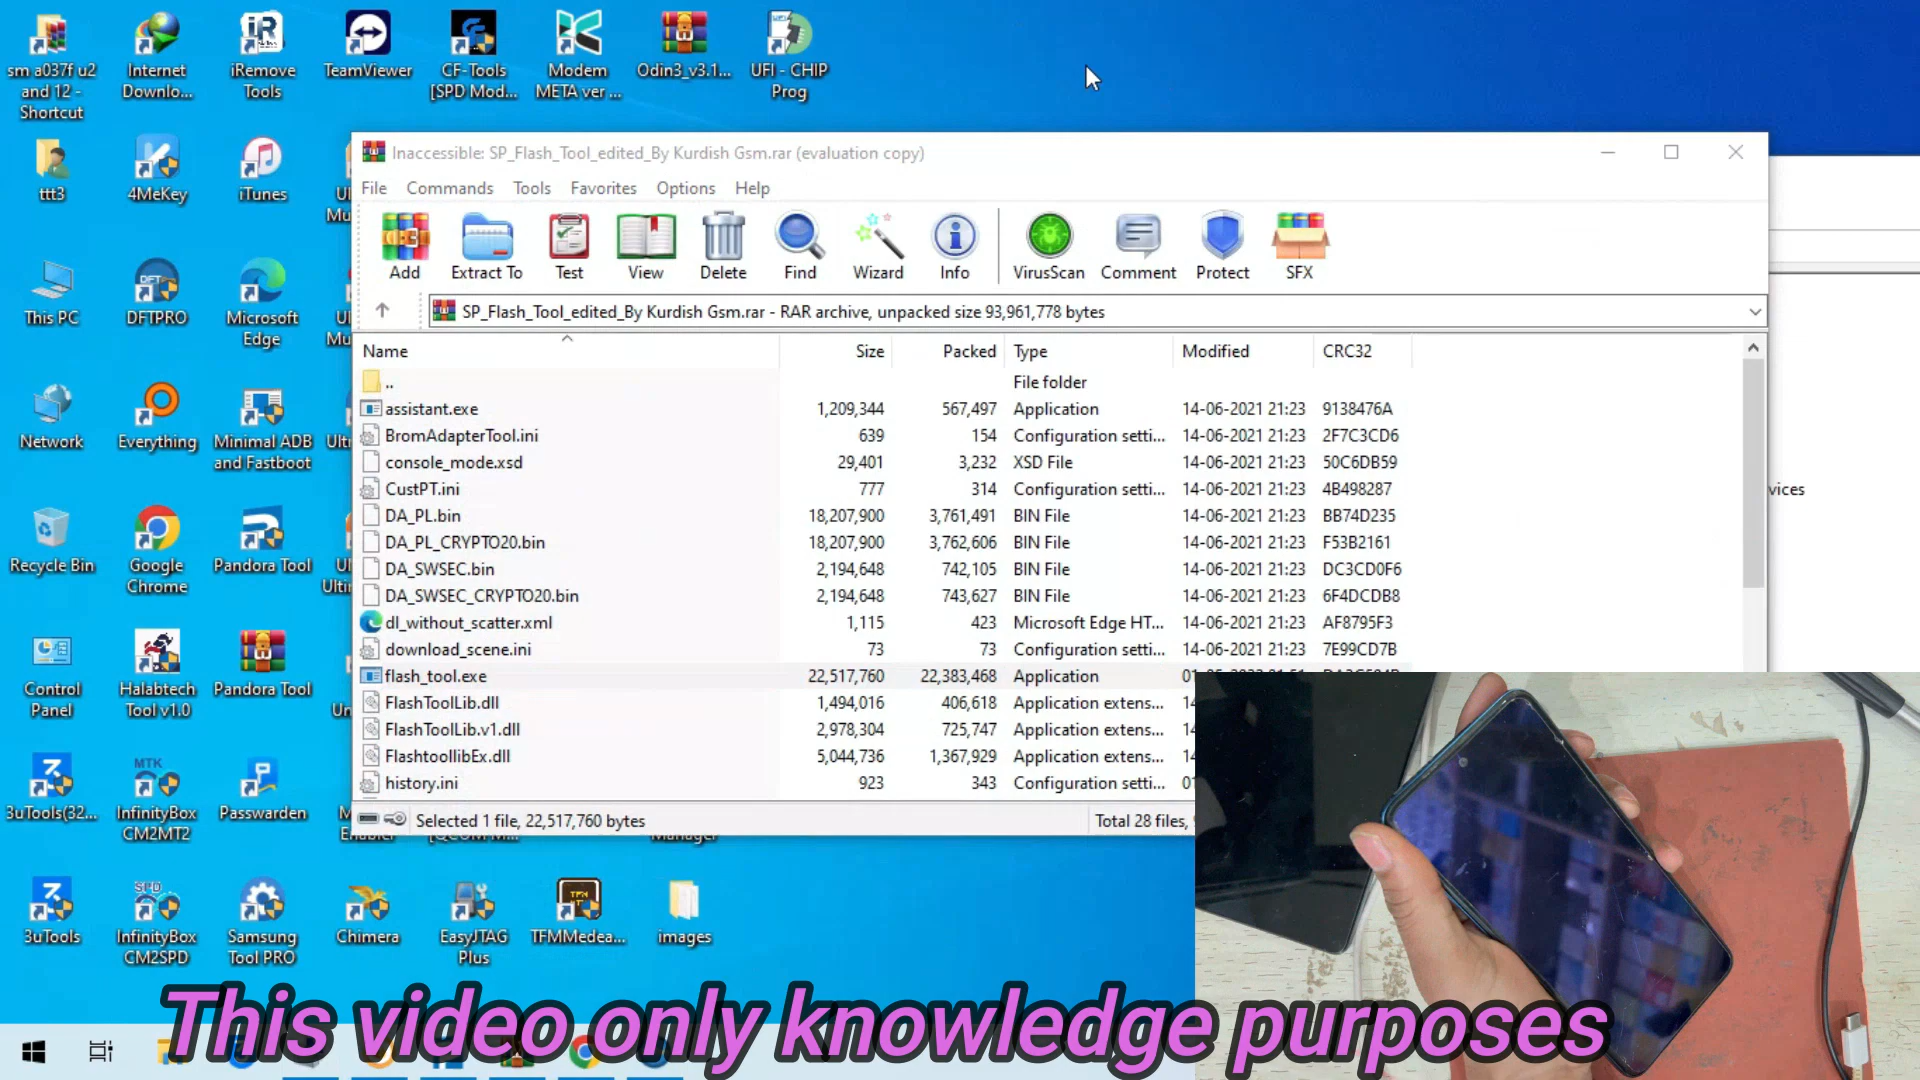 sm a037f u2 and 12 - Shortcut
Internet Downlo...
iRemove Tools
TeamViewer
CF-Tools [SPD Mod...
Modem META ver ...
Odin3_v3.1...
UFI - CHIP Prog
ttt3
4MeKey
iTunes
This PC
DFTPRO
Microsoft Edge
Network
Everything
Minimal ADB and Fastboot
Recycle Bin
Google Chrome
Pandora Tool
Control Panel
Halabtech Tool v1.0
Pandora Tool
3uTools(32...
MTK
InfinityBox CM2MT2
Passwarden
3uTools
SPD
InfinityBox CM2SPD
Samsung Tool PRO
Chimera
EasyJTAG Plus
TFMMedea...
images
Inaccessible: SP_Flash_Tool_edited_By Kurdish Gsm.rar (evaluation copy)
File Commands Tools Favorites Options Help
Add Extract To Test View Delete Find Wizard Info VirusScan Comment Protect SFX
SP_Flash_Tool_edited_By Kurdish Gsm.rar - RAR archive, unpacked size 93,961,778 bytes
Name Size Packed Type Modified CRC32
.. File folder
assistant.exe 1,209,344 567,497 Application 14-06-2021 21:23 9138476A
BromAdapterTool.ini 639 154 Configuration setti... 14-06-2021 21:23 2F7C3CD6
console_mode.xsd 29,401 3,232 XSD File 14-06-2021 21:23 50C6DB59
CustPT.ini 777 314 Configuration setti... 14-06-2021 21:23 4B498287
DA_PL.bin 18,207,900 3,761,491 BIN File 14-06-2021 21:23 BB74D235
DA_PL_CRYPTO20.bin 18,207,900 3,762,606 BIN File 14-06-2021 21:23 F53B2161
DA_SWSEC.bin 2,194,648 742,105 BIN File 14-06-2021 21:23 DC3CD0F6
DA_SWSEC_CRYPTO20.bin 2,194,648 743,627 BIN File 14-06-2021 21:23 6F4DCDB8
dl_without_scatter.xml 1,115 423 Microsoft Edge HT... 14-06-2021 21:23 AF8795F3
download_scene.ini 73 73 Configuration setti... 14-06-2021 21:23 7E99CD7B
flash_tool.exe 22,517,760 22,383,468 Application
FlashToolLib.dll 1,494,016 406,618 Application extens...
FlashToolLib.v1.dll 2,978,304 725,747 Application extens...
FlashtoollibEx.dll 5,044,736 1,367,929 Application extens...
history.ini 923 343 Configuration setti...
Selected 1 file, 22,517,760 bytes Total 28 files,
vices
This video only knowledge purposes